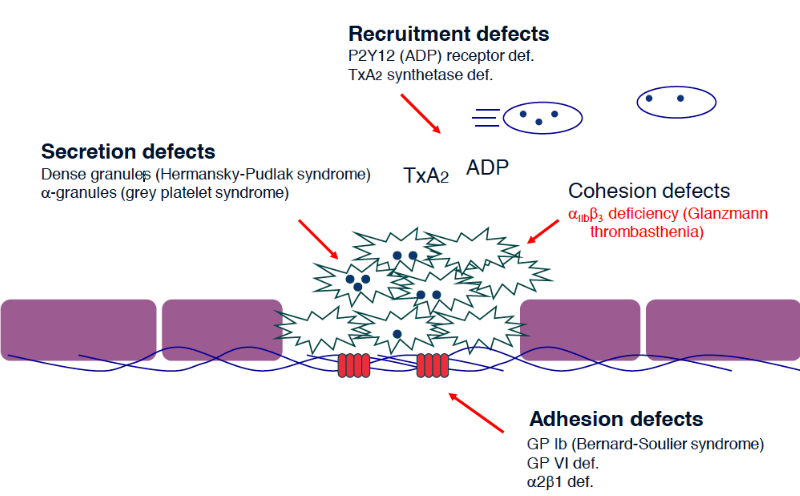 Recruitment defects
P2Y12 (ADP) receptor def.
TxA2 synthetase def.
Secretion defects
Dense granules (Hermansky-Pudlak syndrome)
α-granules (grey platelet syndrome)
TxA2
ADP
Cohesion defects
αIIbβ3 deficiency (Glanzmann
thrombasthenia)
Adhesion defects
GP Ib (Bernard-Soulier syndrome)
GP VI def.
α2β1 def.